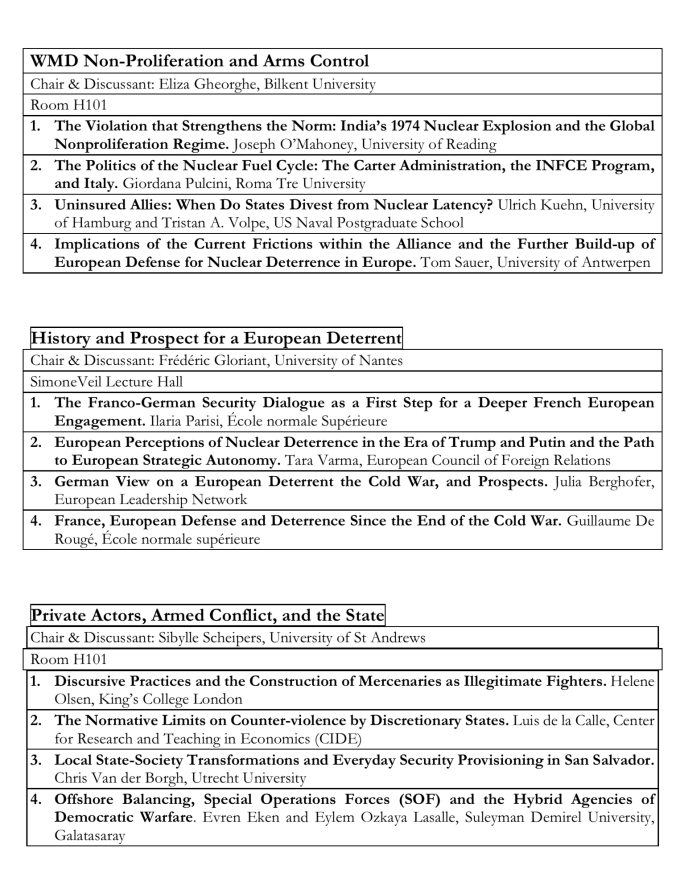 WMD Non-Proliferation and Arms Control
Chair & Discussant: Eliza Gheorghe, Bilkent University
Room H101
1. The Violation that Strengthens the Norm: India's 1974 Nuclear Explosion and the Global
Nonproliferation Regime. Joseph O'Mahoney, University of Reading
2. The Politics of the Nuclear Fuel Cycle: The Carter Administration, the INFCE Program,
and Italy. Giordana Pulcini, Roma Tre University
3. Uninsured Allies: When Do States Divest from Nuclear Latency? Ulrich Kuehn, University
of Hamburg and Tristan A. Volpe, US Naval Postgraduate School
4. Implications of the Current Frictions within the Alliance and the Further Build-up of
European Defense for Nuclear Deterrence in Europe. Tom Sauer, University of Antwerpen
History and Prospect for a European Deterrent
Chair & Discussant: Frédéric Gloriant, University of Nantes
SimoneVeil Lecture Hall
1. The Franco-German Security Dialogue as a First Step for a Deeper French European
Engagement. Ilaria Parisi, École normale Supérieure
2. European Perceptions of Nuclear Deterrence in the Era of Trump and Putin and the Path
to European Strategic Autonomy. Tara Varma, European Council of Foreign Relations
3. German View on a European Deterrent the Cold War, and Prospects. Julia Berghofer,
European Leadership Network
4. France, European Defense and Deterrence Since the End of the Cold War. Guillaume De
Rougé, École normale supérieure
Private Actors, Armed Conflict, and the State
Chair & Discussant: Sibylle Scheipers, University of St Andrews
Room H101
1. Discursive Practices and the Construction of Mercenaries as Illegitimate Fighters. Helene
Olsen, King's College London
2. The Normative Limits on Counter-violence by Discretionary States. Luis de la Calle, Center
for Research and Teaching in Economics (CIDE)
3. Local State-Society Transformations and Everyday Security Provisioning in San Salvador.
Chris Van der Borgh, Utrecht University
4. Offshore Balancing, Special Operations Forces (SOF) and the Hybrid Agencies of
Democratic Warfare. Evren Eken and Eylem Ozkaya Lasalle, Suleyman Demirel University,
Galatasaray